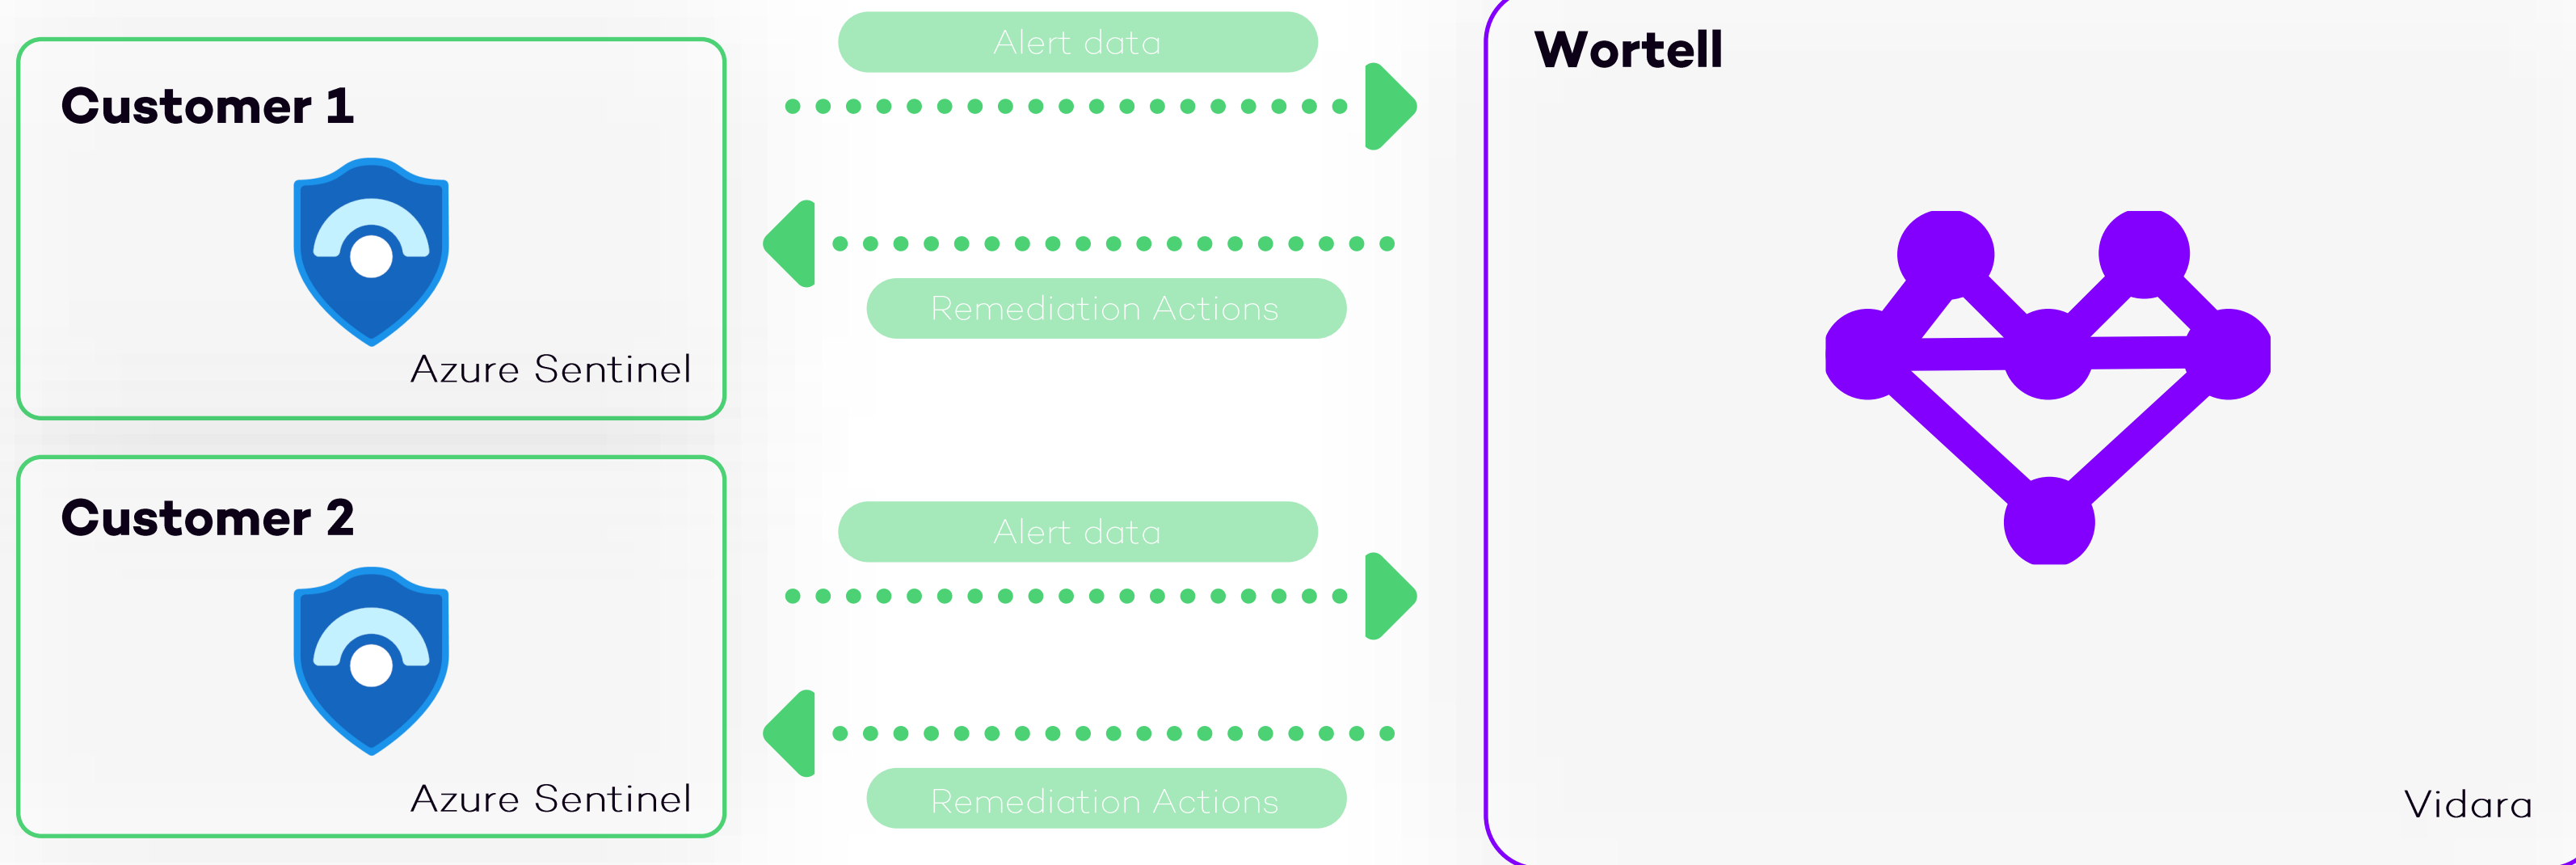 Customer 1
Azure Sentinel
Alert data
Remediation Actions
Customer 2
Azure Sentinel
Alert data
Remediation Actions
Wortell
Vidara